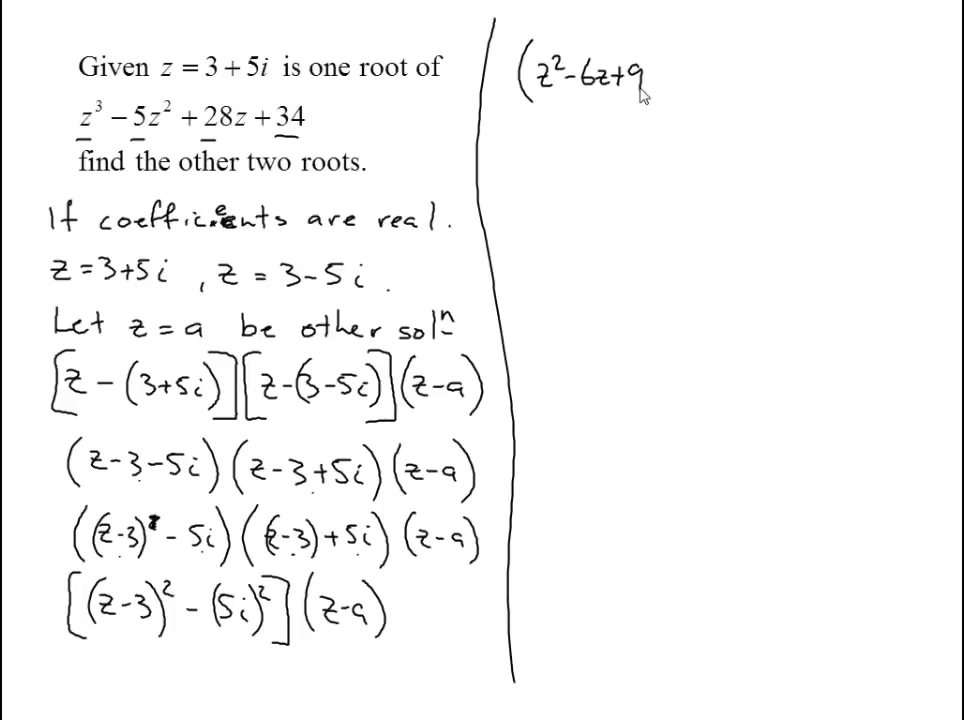 Given z = 3 + 5i is one root of
z³ − 5z² + 28z + 34
find the other two roots.
If coefficients are real.
z = 3+5i , z = 3−5i .
Let z = a be other solⁿ
[z − (3+5i)][z−(3−5i)](z−a)
(z−3−5i)(z−3+5i)(z−a)
((z−3) − 5i)((z−3)+5i)(z−a)
[(z−3)² − (5i)²](z−a)
(z²−6z+9